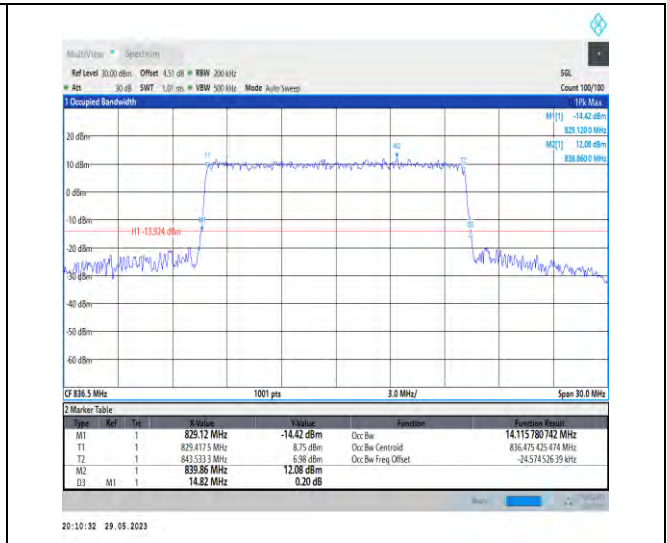 MultiView Spectrum
Ref Level 30.00 dBm Offset 4.51 dB RBW 200 kHz SGL
Att 30 dB SWT 1.01 ms VBW 500 kHz Mode Auto Sweep Count 100/100
1 Occupied Bandwidth 1Pk Max
M1[1] -14.42 dBm
829.120 0 MHz
M2[1] 12.08 dBm
839.860 0 MHz
20 dBm
T1 M2 T2
10 dBm
0 dBm
-10 dBm
M1 D3
H1 -13.924 dBm
-20 dBm
-30 dBm
-40 dBm
-50 dBm
-60 dBm
CF 836.5 MHz 1001 pts 3.0 MHz/ Span 30.0 MHz
2 Marker Table
Type Ref Trc X-Value Y-Value Function Function Result
M1 1 829.12 MHz -14.42 dBm Occ Bw 14.115 780 742 MHz
T1 1 829.417 5 MHz 8.75 dBm Occ Bw Centroid 836.475 425 474 MHz
T2 1 843.533 3 MHz 6.98 dBm Occ Bw Freq Offset -24.574 526 39 kHz
M2 1 839.86 MHz 12.08 dBm
D3 M1 1 14.82 MHz 0.20 dB
20:10:32 29.05.2023